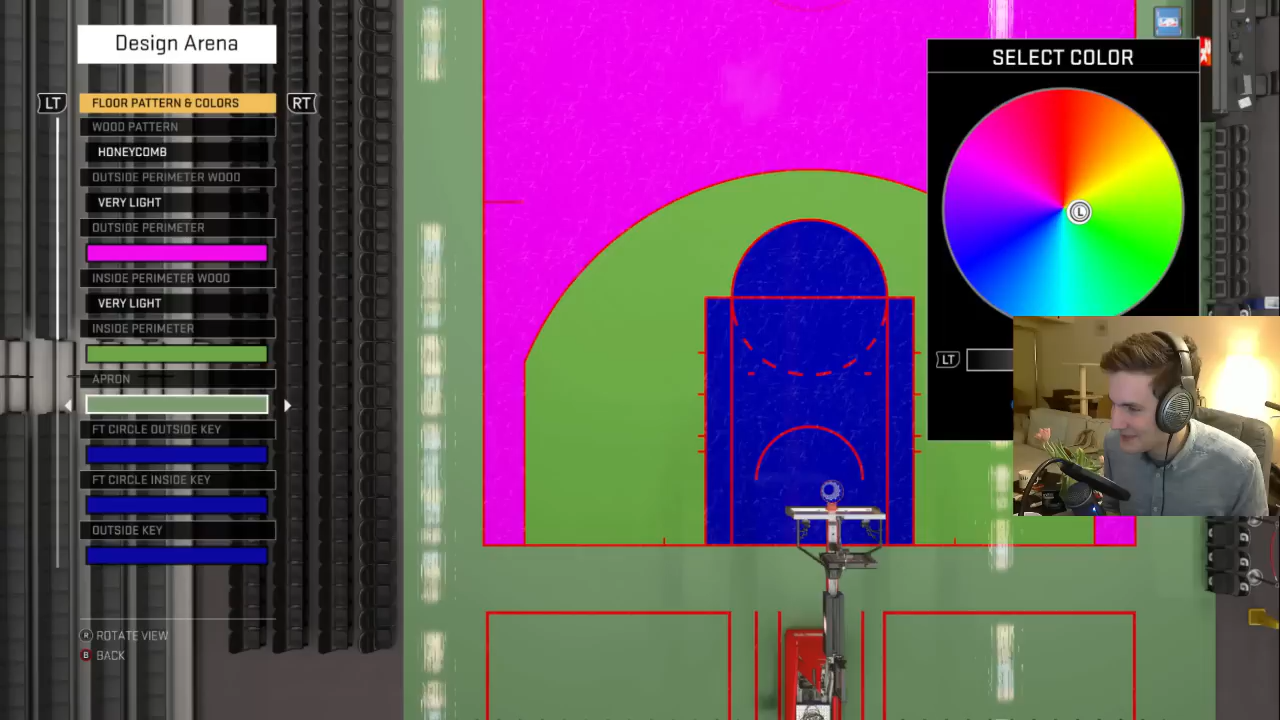 Design Arena
LT
FLOOR PATTERN & COLORS
RT
WOOD PATTERN
HONEYCOMB
OUTSIDE PERIMETER WOOD
VERY LIGHT
OUTSIDE PERIMETER
INSIDE PERIMETER WOOD
VERY LIGHT
INSIDE PERIMETER
APRON
FT CIRCLE OUTSIDE KEY
FT CIRCLE INSIDE KEY
OUTSIDE KEY
R ROTATE VIEW
B BACK
SELECT COLOR
L
LT